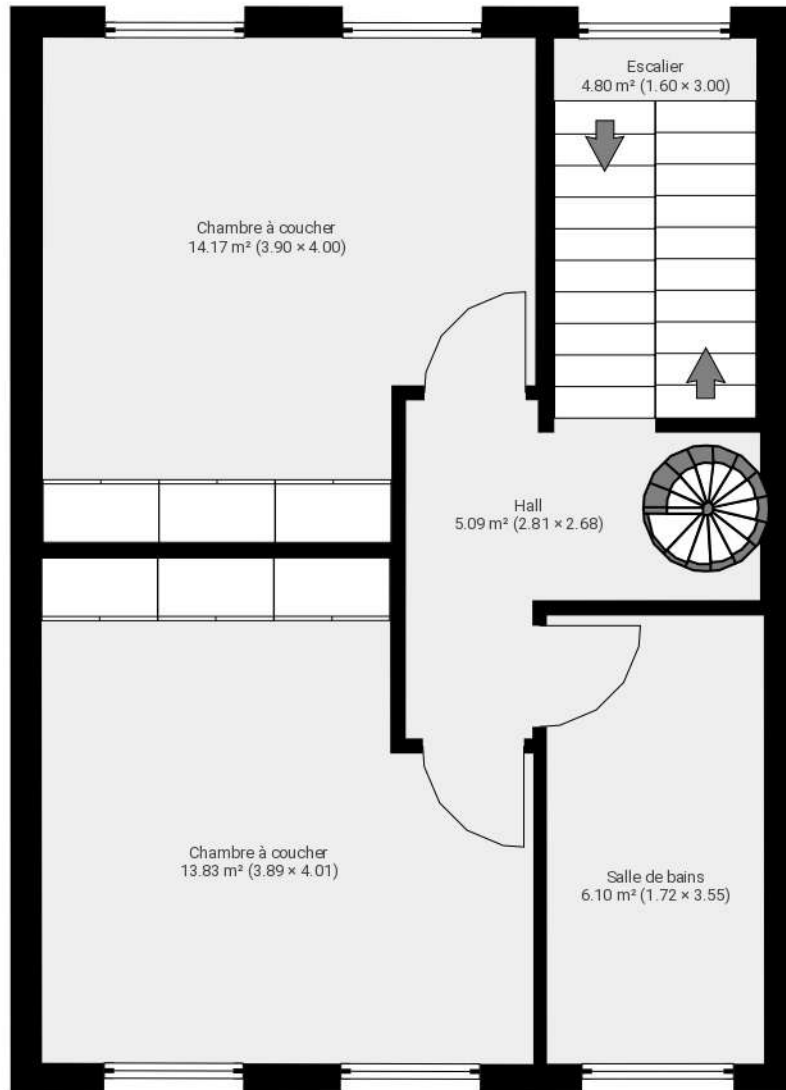 Escalier
4.80 m² (1.60 × 3.00)
Chambre à coucher
14.17 m² (3.90 × 4.00)
Hall
5.09 m² (2.81 × 2.68)
Chambre à coucher
13.83 m² (3.89 × 4.01)
Salle de bains
6.10 m² (1.72 × 3.55)